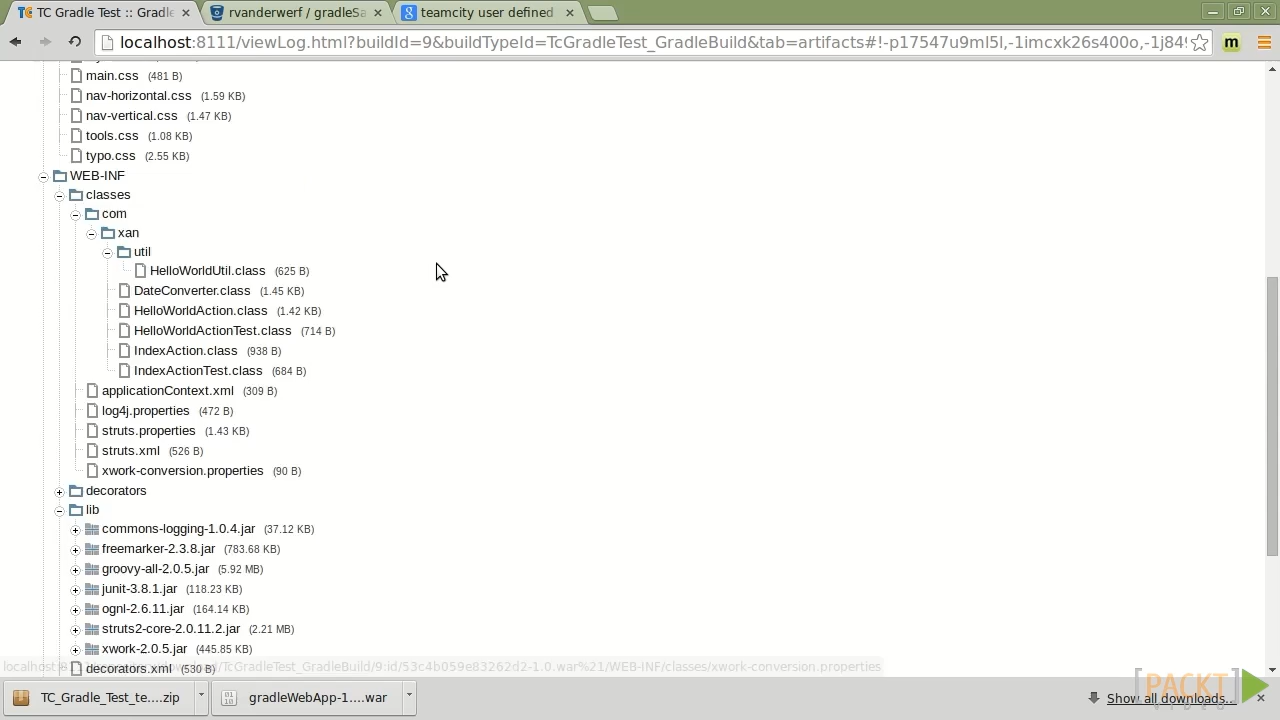 TC Gradle Test :: Gradle
rvanderwerf / gradleSa
teamcity user defined
localhost:8111/viewLog.html?buildId=9&buildTypeId=TcGradleTest_GradleBuild&tab=artifacts#!-p17547u9ml5l,-1imcxk26s400o,-1j849
m
main.css (481 B)
nav-horizontal.css (1.59 KB)
nav-vertical.css (1.47 KB)
tools.css (1.08 KB)
typo.css (2.55 KB)
WEB-INF
classes
com
xan
util
HelloWorldUtil.class (625 B)
DateConverter.class (1.45 KB)
HelloWorldAction.class (1.42 KB)
HelloWorldActionTest.class (714 B)
IndexAction.class (938 B)
IndexActionTest.class (684 B)
applicationContext.xml (309 B)
log4j.properties (472 B)
struts.properties (1.43 KB)
struts.xml (526 B)
xwork-conversion.properties (90 B)
decorators
lib
commons-logging-1.0.4.jar (37.12 KB)
freemarker-2.3.8.jar (783.68 KB)
groovy-all-2.0.5.jar (5.92 MB)
junit-3.8.1.jar (118.23 KB)
ognl-2.6.11.jar (164.14 KB)
struts2-core-2.0.11.2.jar (2.21 MB)
xwork-2.0.5.jar (445.85 KB)
decorators.xml (530 B)
TC_Gradle_Test_te....zip
gradleWebApp-1....war
Show all downloads...
PACKT